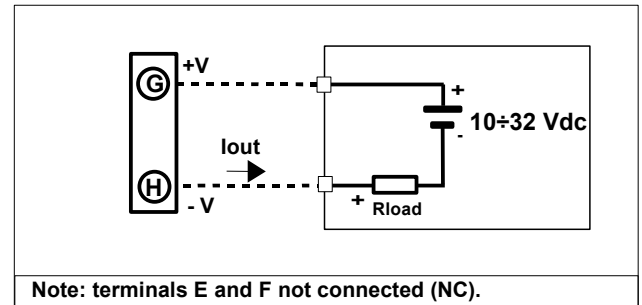 G
+V
+
10÷32 Vdc
-
Iout
H
- V
+
Rload
Note: terminals E and F not connected (NC).